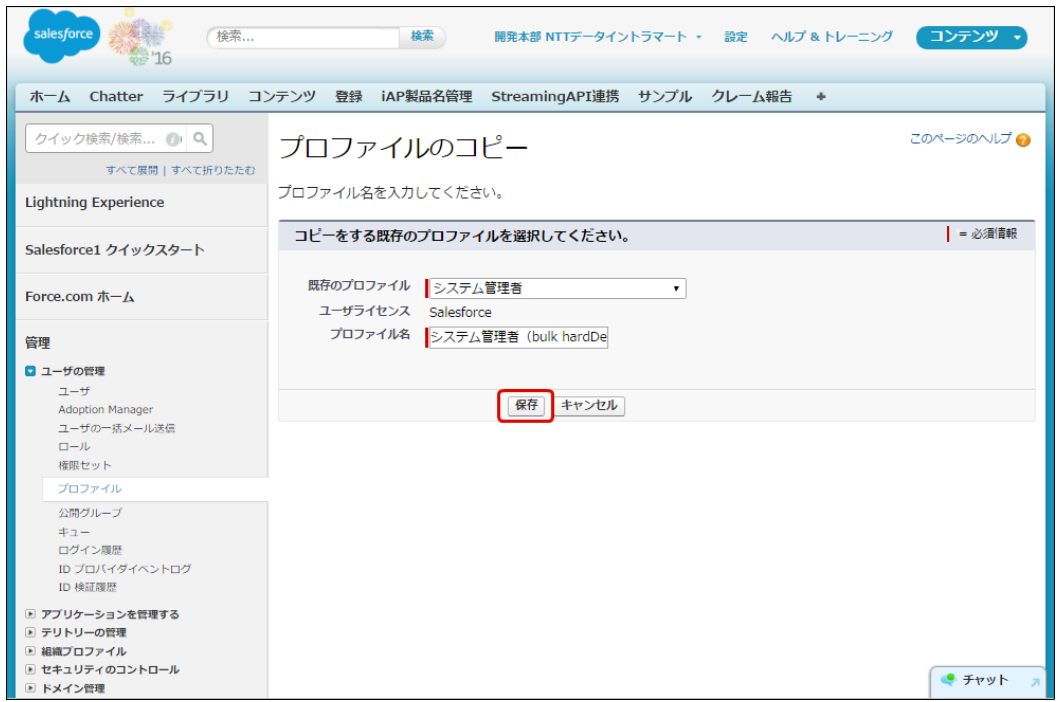 salesforce
'16
検索...
検索
開発本部 NTTデータイントラマート
設定
ヘルプ & トレーニング
コンテンツ
ホーム Chatter ライブラリ コンテンツ 登録 iAP製品名管理 StreamingAPI連携 サンプル クレーム報告 +
クイック検索/検索...
すべて展開 | すべて折りたたむ
Lightning Experience
Salesforce1 クイックスタート
Force.com ホーム
管理
ユーザの管理
ユーザ
Adoption Manager
ユーザの一括メール送信
ロール
権限セット
プロファイル
公開グループ
キュー
ログイン履歴
ID プロバイダイベントログ
ID 検証履歴
アプリケーションを管理する
テリトリーの管理
組織プロファイル
セキュリティのコントロール
ドメイン管理
プロファイルのコピー
このページのヘルプ ?
プロファイル名を入力してください。
コピーをする既存のプロファイルを選択してください。
= 必須情報
既存のプロファイル システム管理者
ユーザライセンス Salesforce
プロファイル名 システム管理者（bulk hardDe
保存 キャンセル
チャット